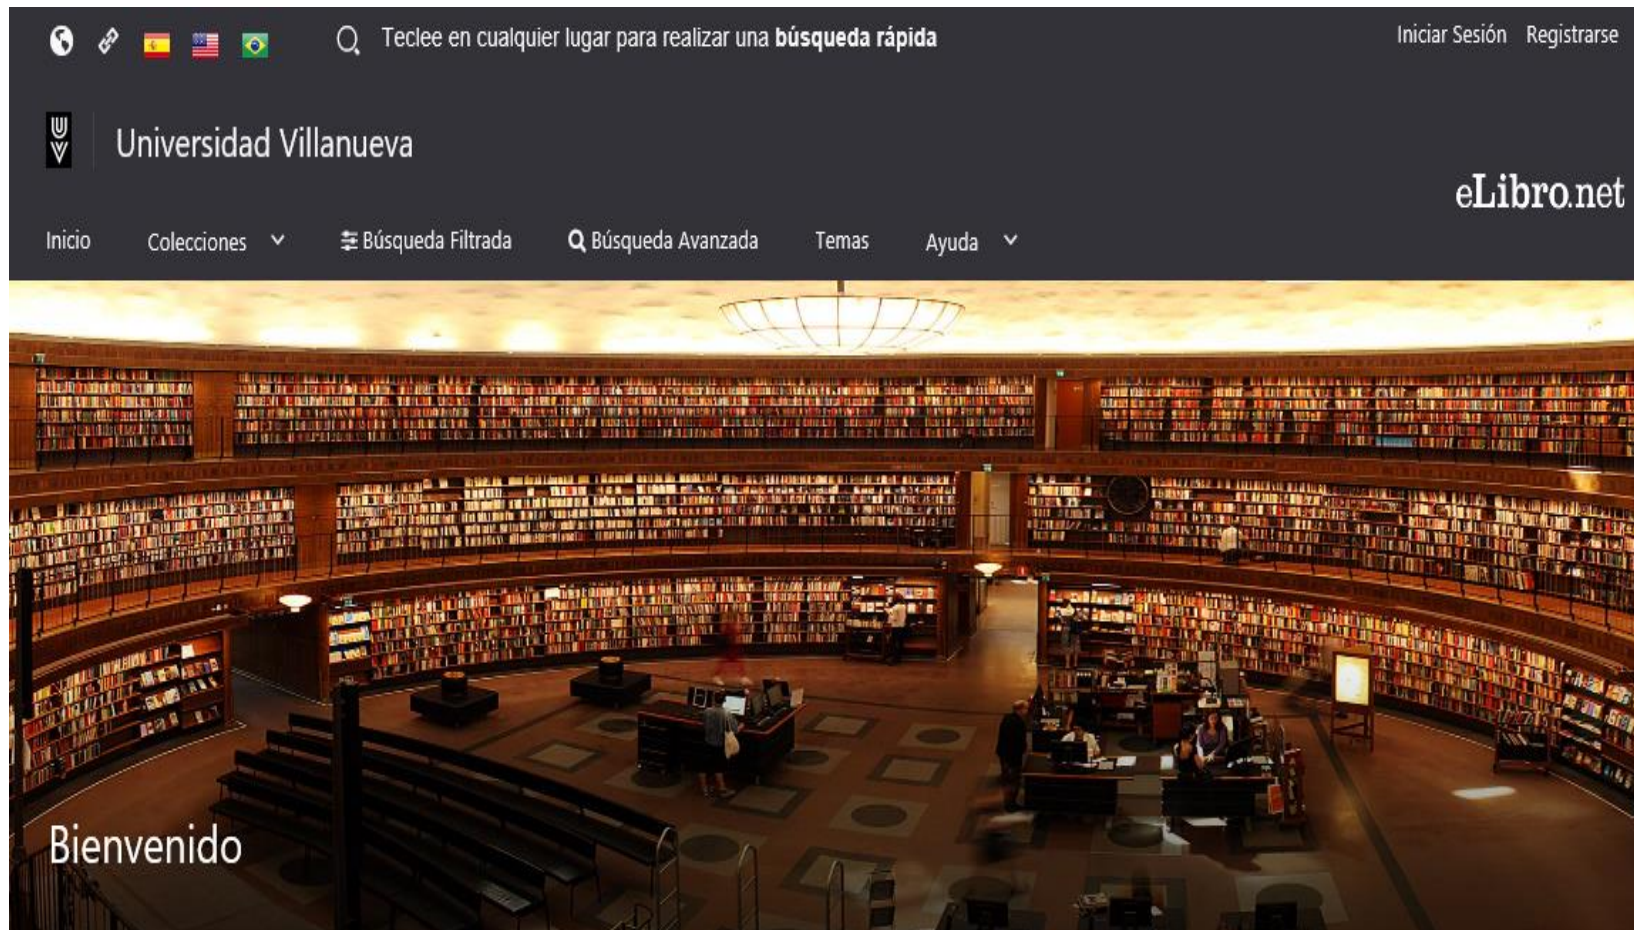 Teclee en cualquier lugar para realizar una búsqueda rápida
Iniciar Sesión Registrarse
UV
Universidad Villanueva
eLibro.net
Inicio Colecciones Búsqueda Filtrada Búsqueda Avanzada Temas Ayuda
Bienvenido